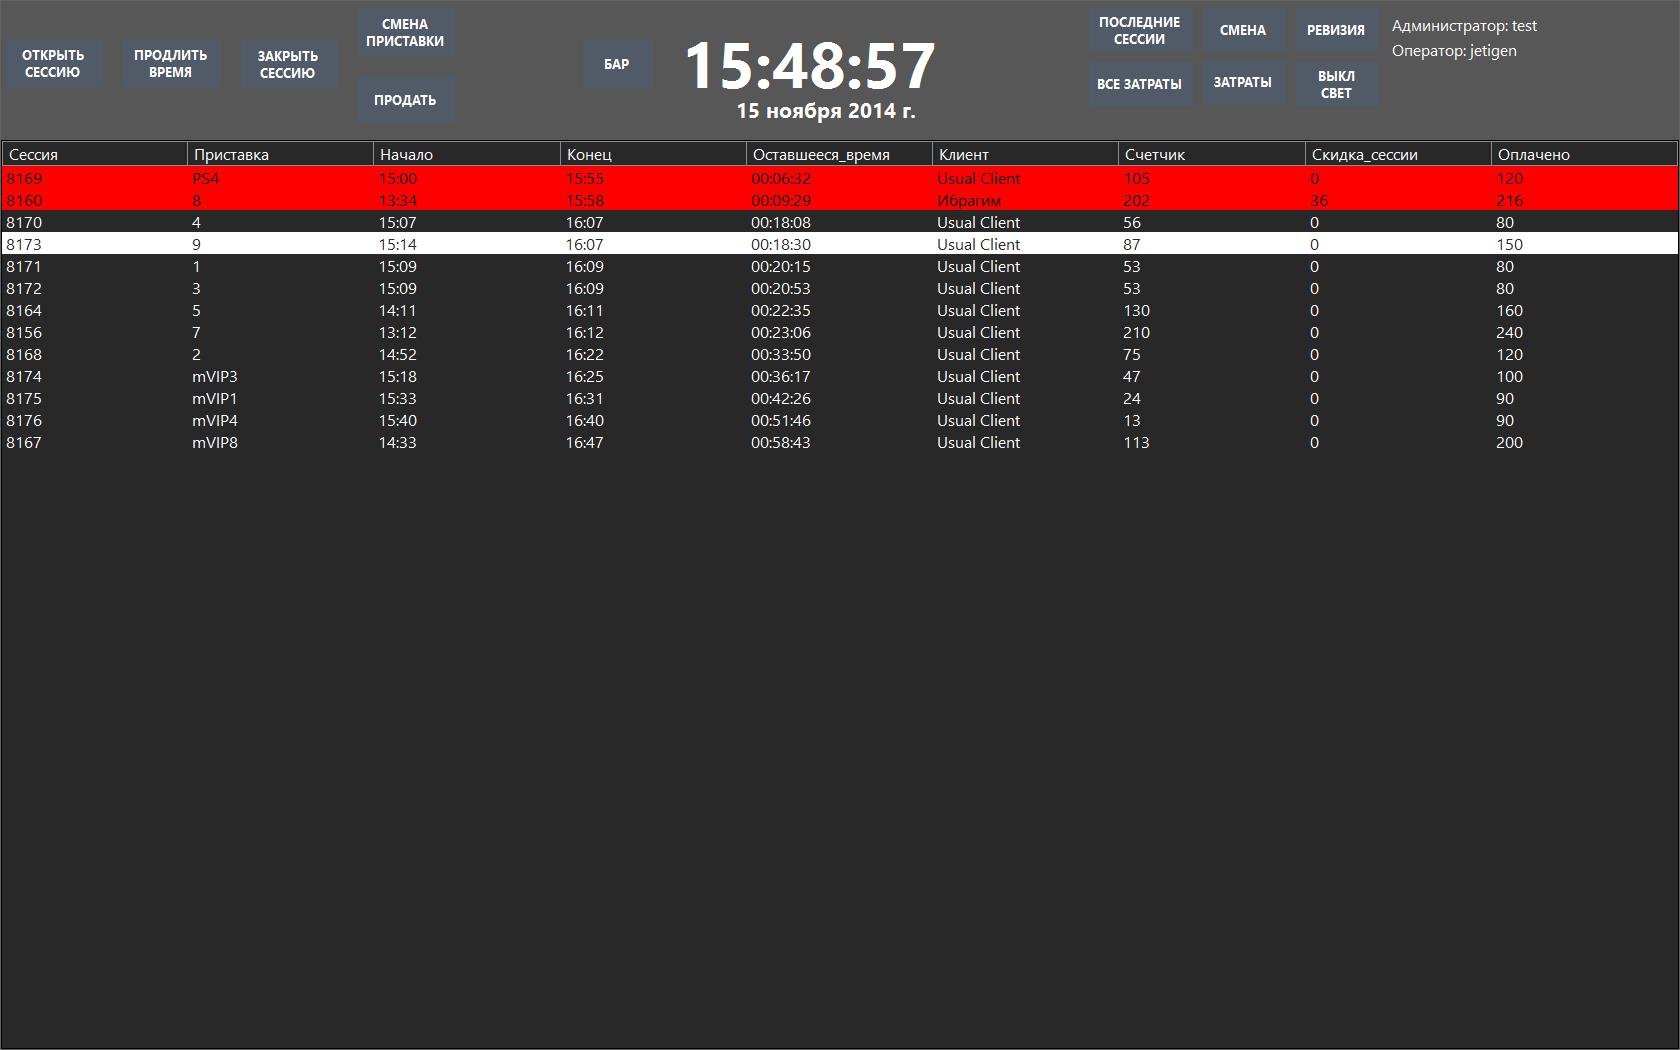 ОТКРЫТЬ
СЕССИЮ
ПРОДЛИТЬ
ВРЕМЯ
ЗАКРЫТЬ
СЕССИЮ
СМЕНА
ПРИСТАВКИ
ПРОДАТЬ
БАР
15:48:57
15 ноября 2014 г.
ПОСЛЕДНИЕ
СЕССИИ
СМЕНА
РЕВИЗИЯ
ВСЕ ЗАТРАТЫ
ЗАТРАТЫ
ВЫКЛ
СВЕТ
Администратор: test
Оператор: jetigen
Сессия Приставка Начало Конец Оставшееся_время Клиент Счетчик Скидка_сессии Оплачено
8169 PS4 15:00 15:55 00:06:32 Usual Client 105 0 120
8160 8 13:34 15:58 00:09:29 Ибрагим 202 36 216
8170 4 15:07 16:07 00:18:08 Usual Client 56 0 80
8173 9 15:14 16:07 00:18:30 Usual Client 87 0 150
8171 1 15:09 16:09 00:20:15 Usual Client 53 0 80
8172 3 15:09 16:09 00:20:53 Usual Client 53 0 80
8164 5 14:11 16:11 00:22:35 Usual Client 130 0 160
8156 7 13:12 16:12 00:23:06 Usual Client 210 0 240
8168 2 14:52 16:22 00:33:50 Usual Client 75 0 120
8174 mVIP3 15:18 16:25 00:36:17 Usual Client 47 0 100
8175 mVIP1 15:33 16:31 00:42:26 Usual Client 24 0 90
8176 mVIP4 15:40 16:40 00:51:46 Usual Client 13 0 90
8167 mVIP8 14:33 16:47 00:58:43 Usual Client 113 0 200